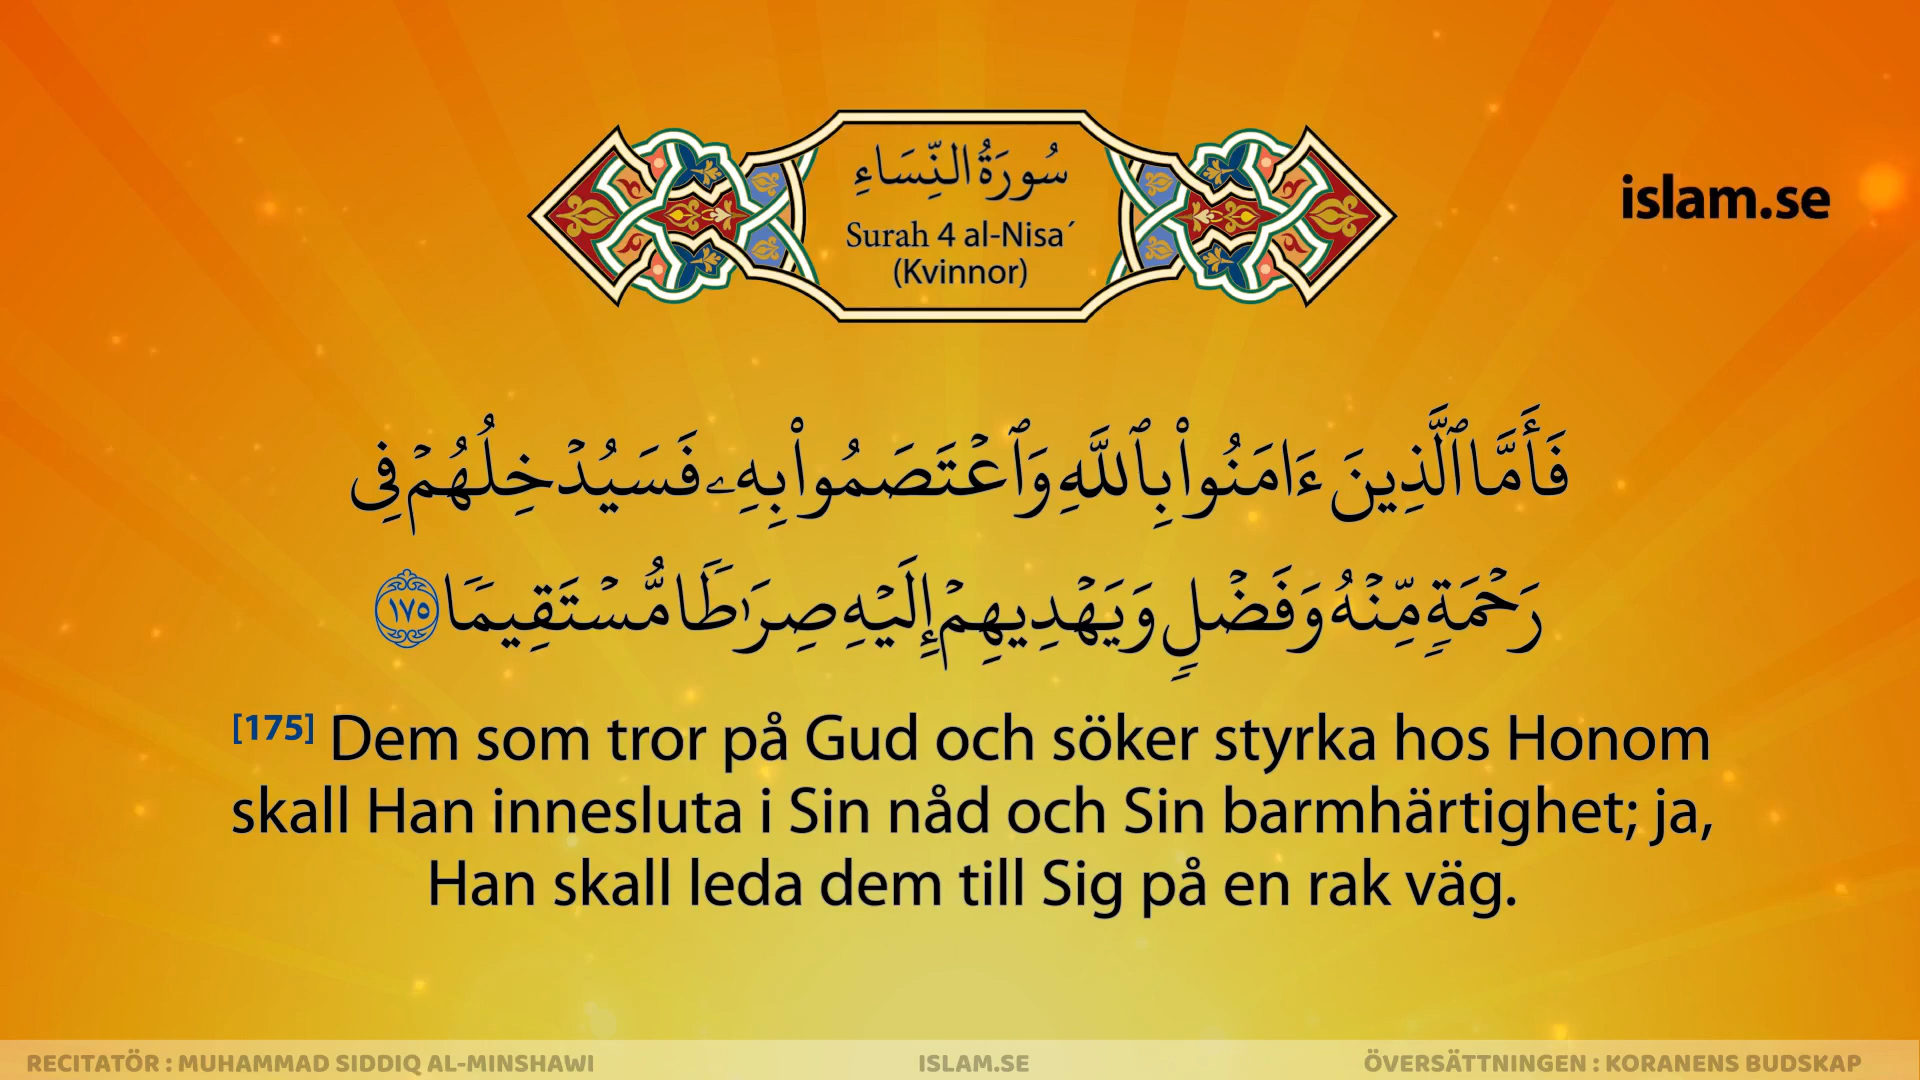 سُورَةُ النِّسَاءِ
Surah 4 al-Nisa´
(Kvinnor)
islam.se
فَأَمَّا ٱلَّذِينَ ءَامَنُوا۟ بِٱللَّهِ وَٱعْتَصَمُوا۟ بِهِۦ فَسَيُدْخِلُهُمْ فِى
رَحْمَةٍ مِّنْهُ وَفَضْلٍ وَيَهْدِيهِمْ إِلَيْهِ صِرَٰطًا مُّسْتَقِيمًا ١٧٥
[175] Dem som tror på Gud och söker styrka hos Honom
skall Han innesluta i Sin nåd och Sin barmhärtighet; ja,
Han skall leda dem till Sig på en rak väg.
RECITATÖR : MUHAMMAD SIDDIQ AL-MINSHAWI
ISLAM.SE
ÖVERSÄTTNINGEN : KORANENS BUDSKAP